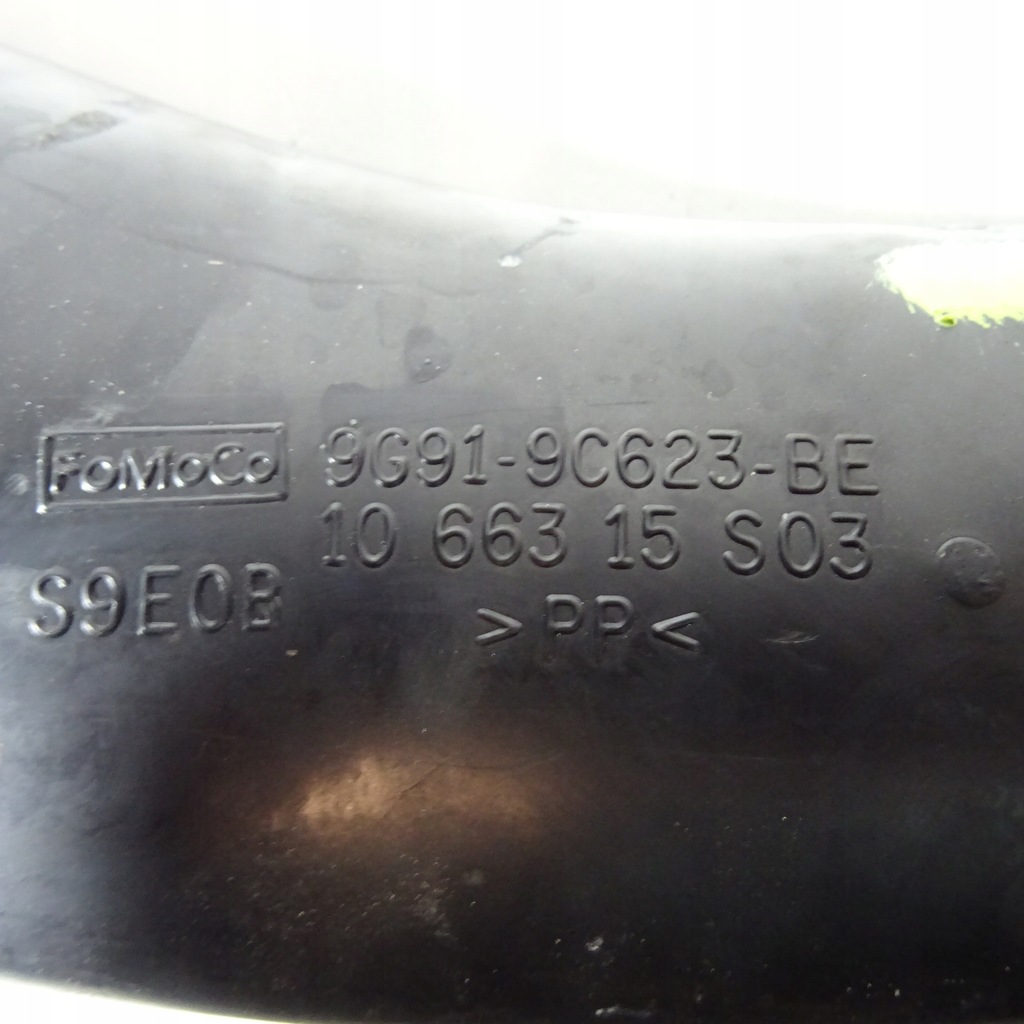 FoMoCo 9G91-9C623-BE
10 663 15 S03
S9E0B
>PP<